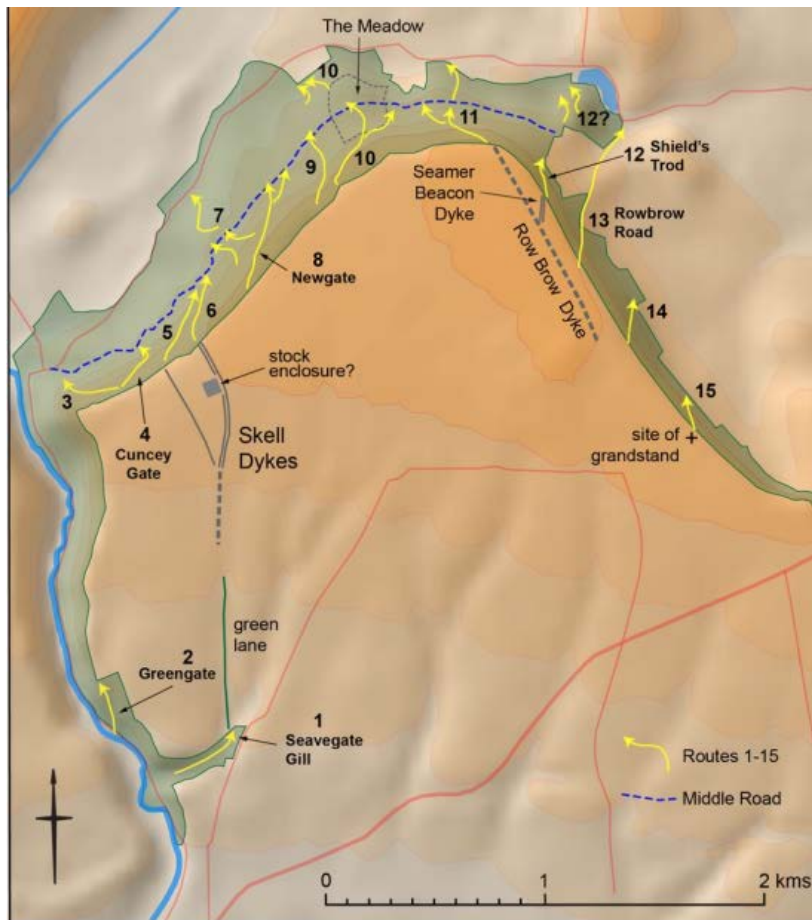 The Meadow
10
12?
11
12
Shield's
Trod
9
10
Seamer
Beacon
Dyke
13
Rowbrow
Road
7
Row Brow Dyke
8
Newgate
5
6
14
stock
enclosure?
3
15
4
Cuncey
Gate
Skell
Dykes
site of
grandstand
green
lane
2
Greengate
1
Seavegate
Gill
Routes 1-15
Middle Road
0
1
2 kms